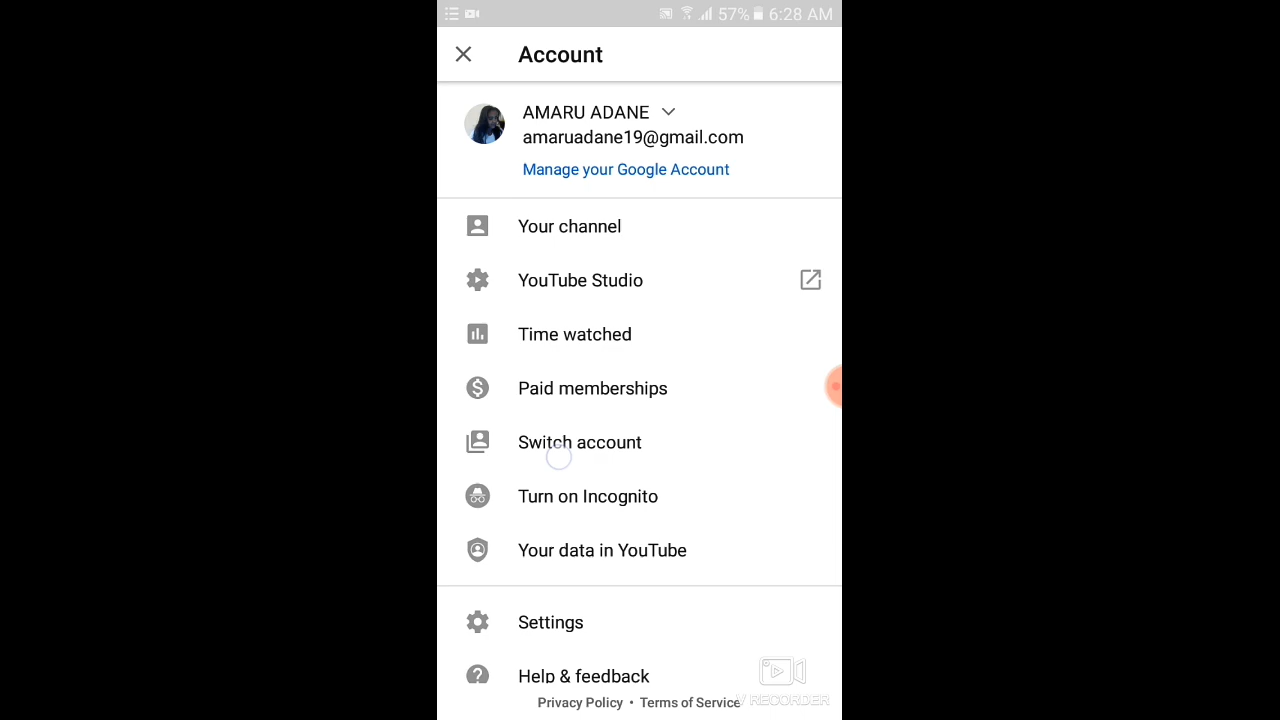 57% 6:28 AM
Account
AMARU ADANE
amaruadane19@gmail.com
Manage your Google Account
Your channel
YouTube Studio
Time watched
Paid memberships
Switch account
Turn on Incognito
Your data in YouTube
Settings
Help & feedback
Privacy Policy • Terms of Service
V RECORDER